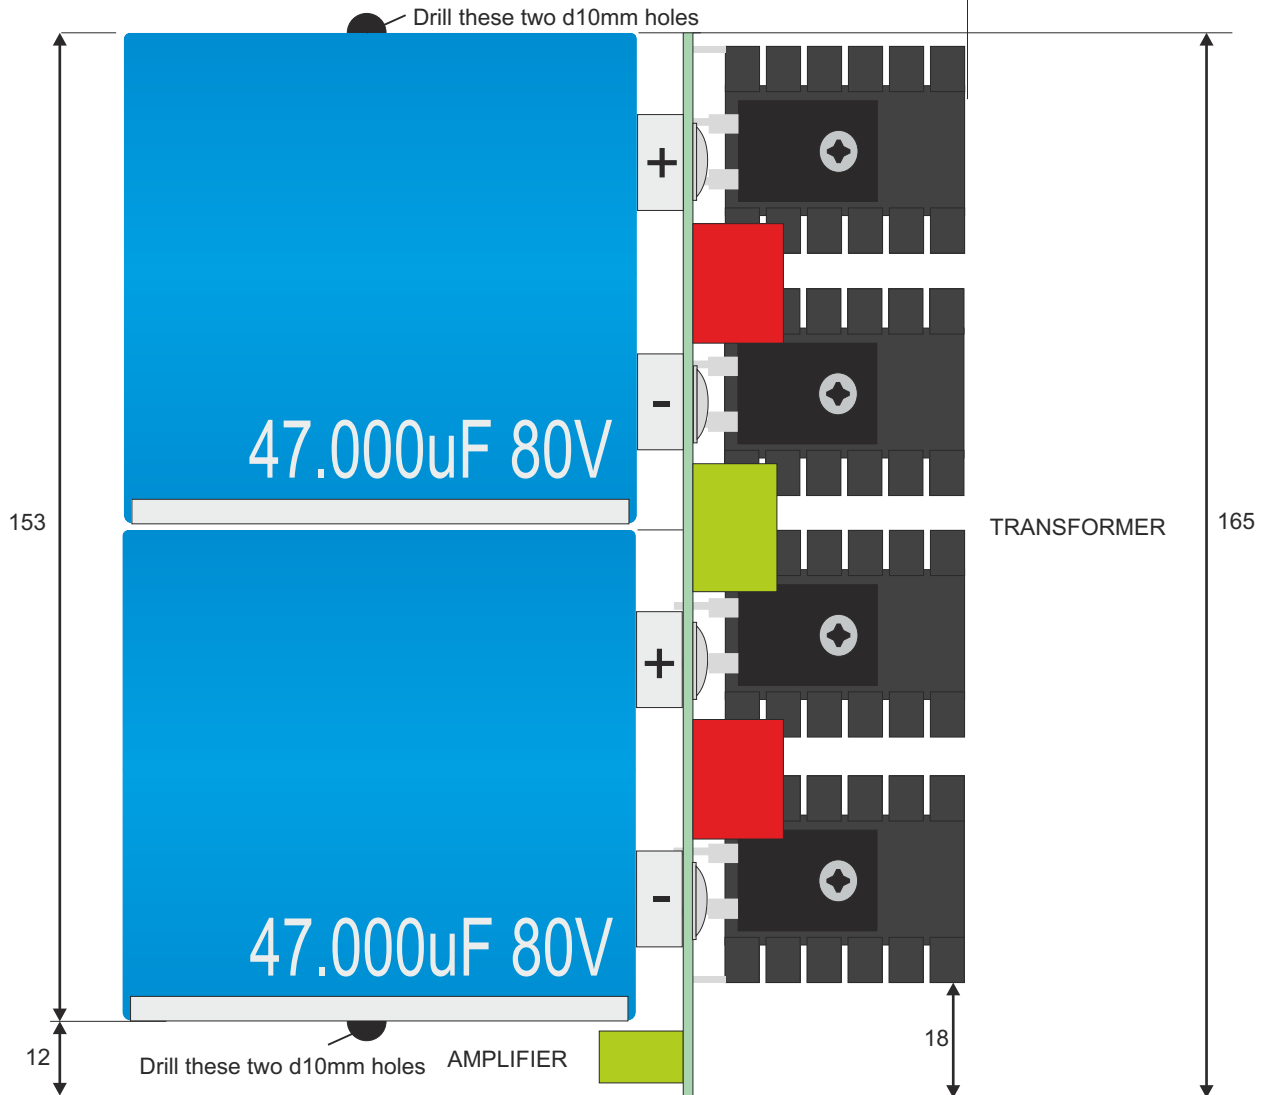 Drill these two d10mm holes
+
-
47.000uF 80V
153
TRANSFORMER
165
+
-
47.000uF 80V
12
Drill these two d10mm holes
AMPLIFIER
18